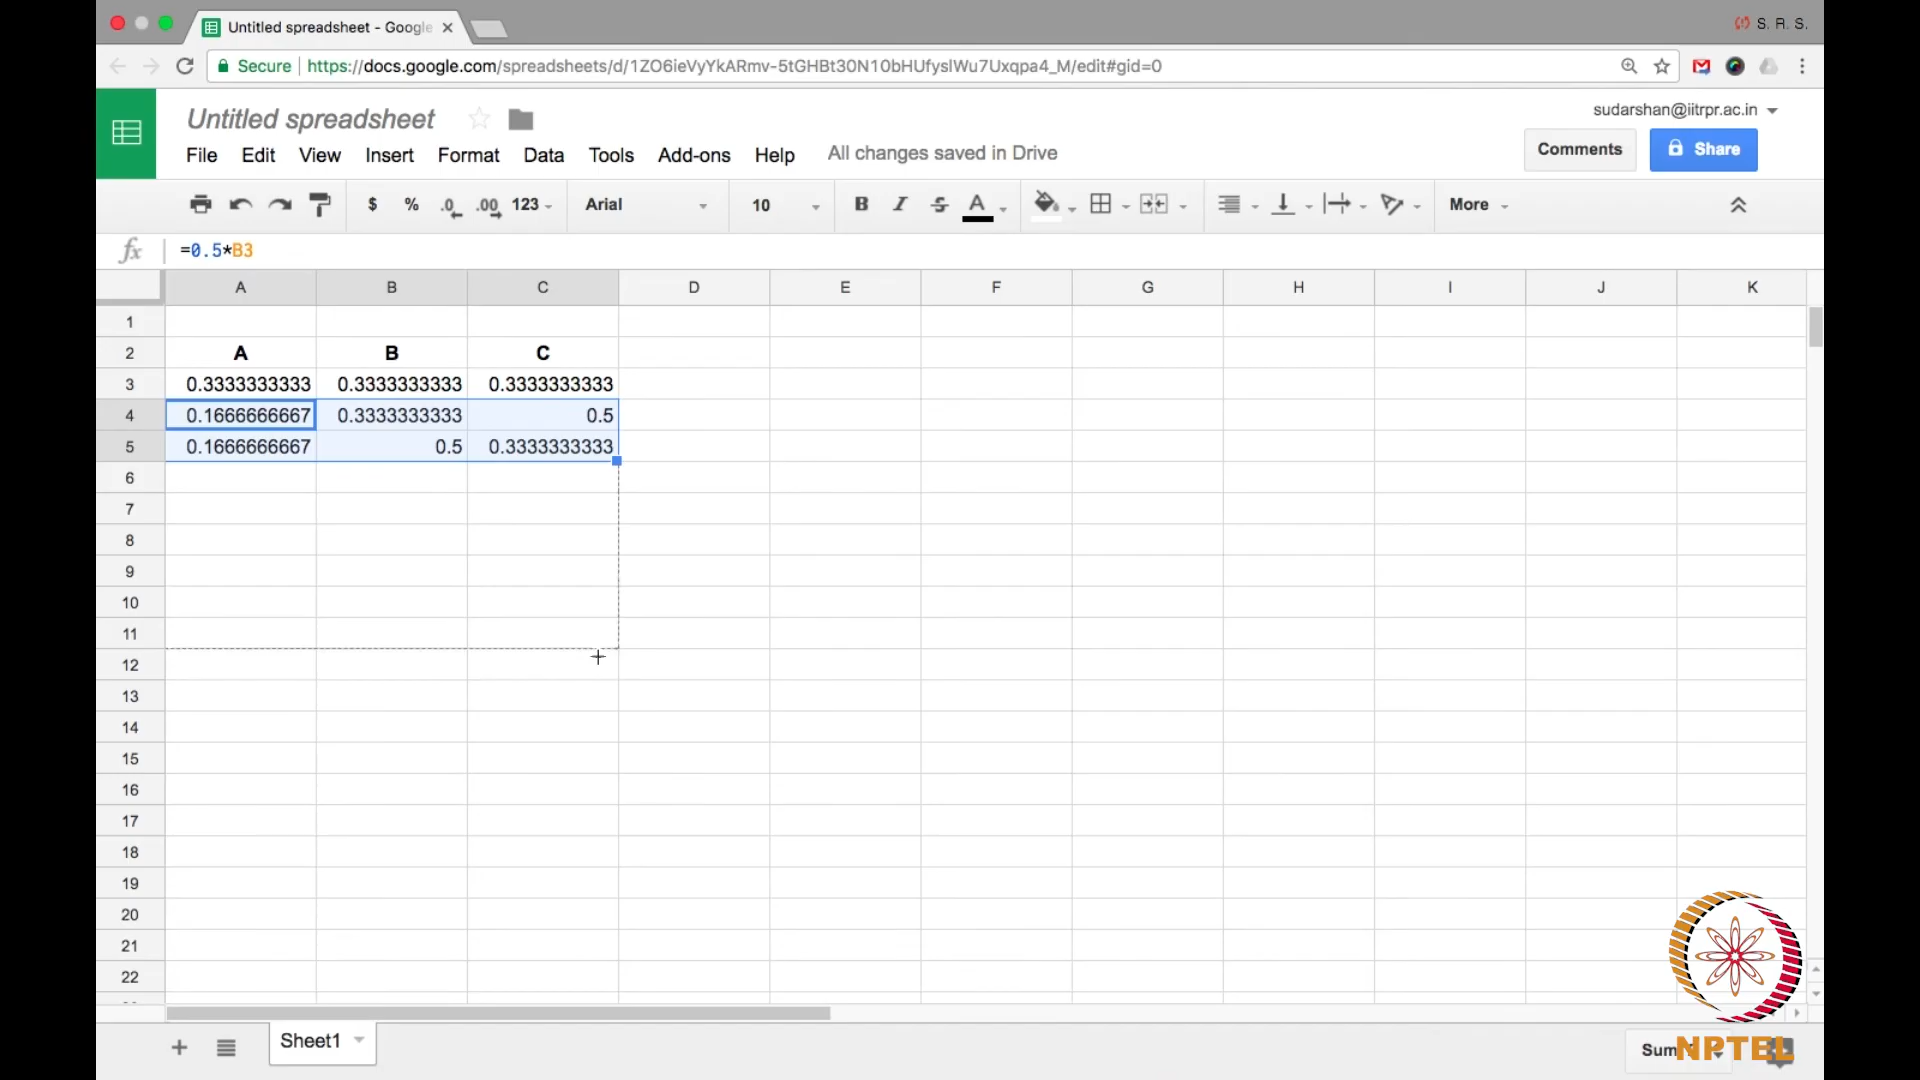 Untitled spreadsheet - Google
S. R. S.
Secure https://docs.google.com/spreadsheets/d/1ZO6ieVyYkARmv-5tGHBt30N10bHUfyslWu7Uxqpa4_M/edit#gid=0
Untitled spreadsheet
sudarshan@iitrpr.ac.in
File Edit View Insert Format Data Tools Add-ons Help All changes saved in Drive
Comments Share
$ % .0 .00 123 Arial 10 B I S A More
fx =0.5*B3
A B C D E F G H I J K
1
2 A B C
3 0.3333333333 0.3333333333 0.3333333333
4 0.1666666667 0.3333333333 0.5
5 0.1666666667 0.5 0.3333333333
6
7
8
9
10
11
12
13
14
15
16
17
18
19
20
21
22
+ Sheet1
Sum
NPTEL